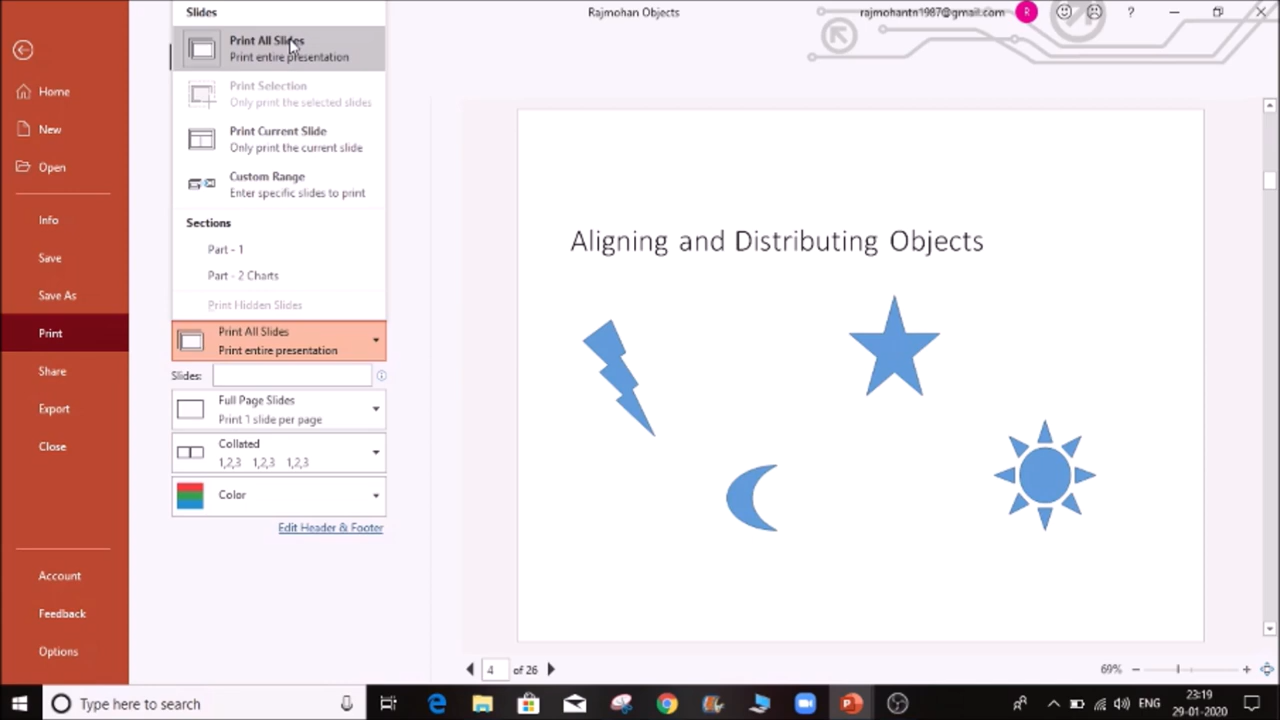 Slides
Rajmohan Objects
rajmohantn1987@gmail.com
R
?
Print All Slides
Print entire presentation
Print Selection
Only print the selected slides
Print Current Slide
Only print the current slide
Custom Range
Enter specific slides to print
Sections
Part - 1
Part - 2 Charts
Print Hidden Slides
Print All Slides
Print entire presentation
Slides:
Full Page Slides
Print 1 slide per page
Collated
1,2,3 1,2,3 1,2,3
Color
Edit Header & Footer
Home
New
Open
Info
Save
Save As
Print
Share
Export
Close
Account
Feedback
Options
Aligning and Distributing Objects
4 of 26
69%
Type here to search
ENG
23:19
29-01-2020